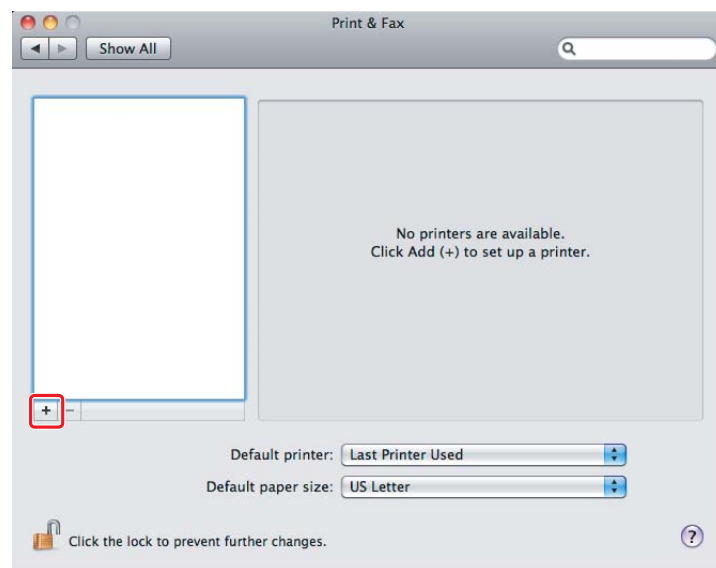 Print & Fax
Show All
No printers are available.
Click Add (+) to set up a printer.
+ −
Default printer: Last Printer Used
Default paper size: US Letter
Click the lock to prevent further changes.
?